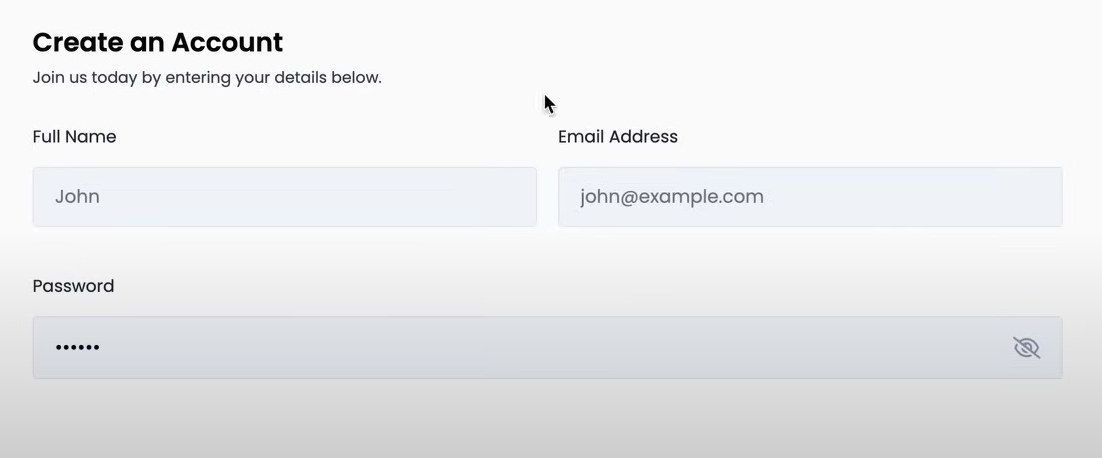 Create an Account
Join us today by entering your details below.
Full Name
Email Address
John
john@example.com
Password
••••••